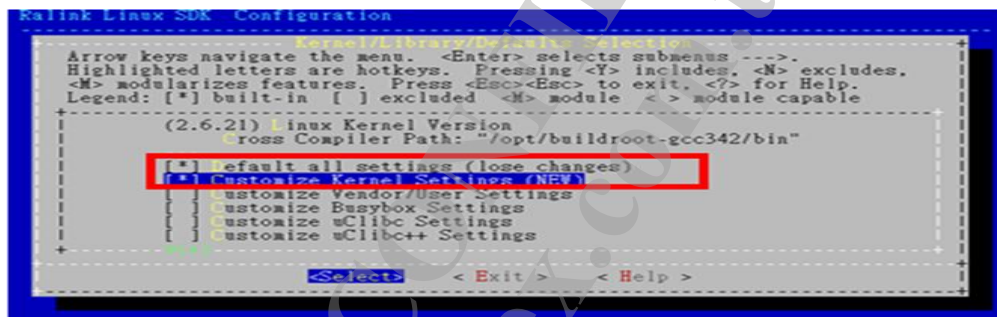 Ralink Linux SDK Configuration
Kernel/Library/Defaults Selection
Arrow keys navigate the menu. <Enter> selects submenus --->.
Highlighted letters are hotkeys. Pressing <Y> includes, <N> excludes,
<M> modularizes features. Press <Esc><Esc> to exit, <?> for Help.
Legend: [*] built-in [ ] excluded <M> module < > module capable
(2.6.21) Linux Kernel Version
Cross Compiler Path: "/opt/buildroot-gcc342/bin"
[*] Default all settings (lose changes)
[*] Customize Kernel Settings (NEW)
[ ] Customize Vendor/User Settings
[ ] Customize Busybox Settings
[ ] Customize uClibc Settings
[ ] Customize uClibc++ Settings
<Select> < Exit > < Help >